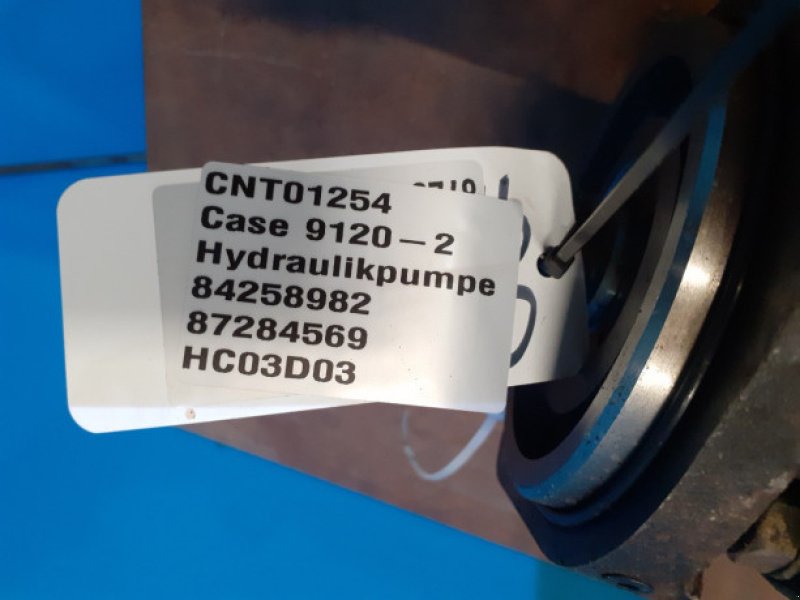 CNT01254
Case 9120-2
Hydraulikpumpe
84258982
87284569
HC03D03